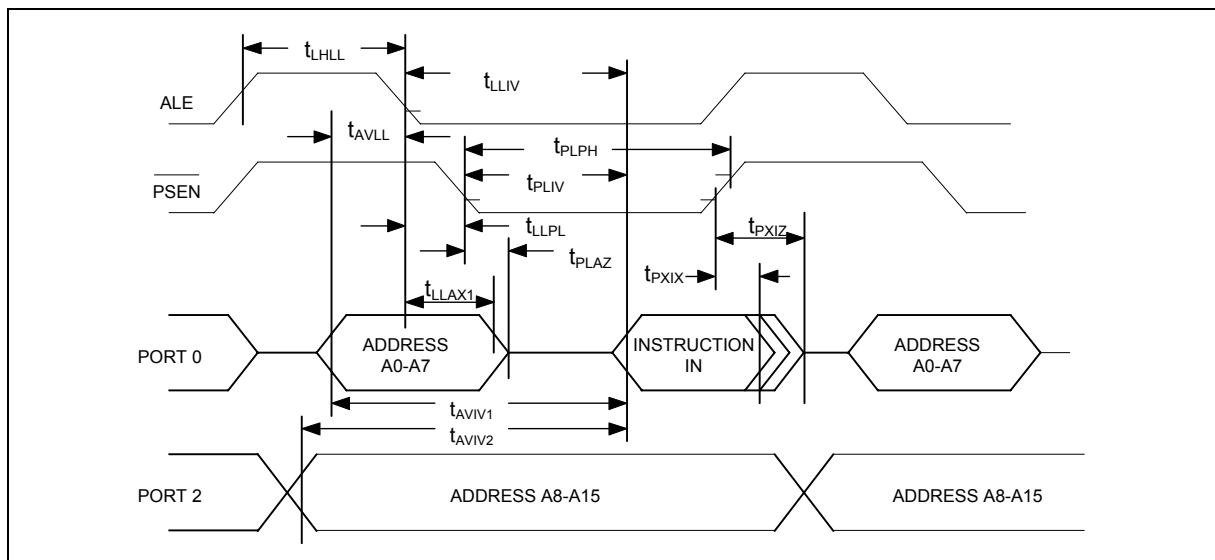 tLHLL
tLLIV
ALE
tAVLL
tPLPH
PSEN
tPLIV
tLLPL
tPXIZ
tPLAZ
tPXIX
tLLAX1
PORT 0
ADDRESS
A0-A7
INSTRUCTION
IN
ADDRESS
A0-A7
tAVIV1
tAVIV2
PORT 2
ADDRESS A8-A15
ADDRESS A8-A15